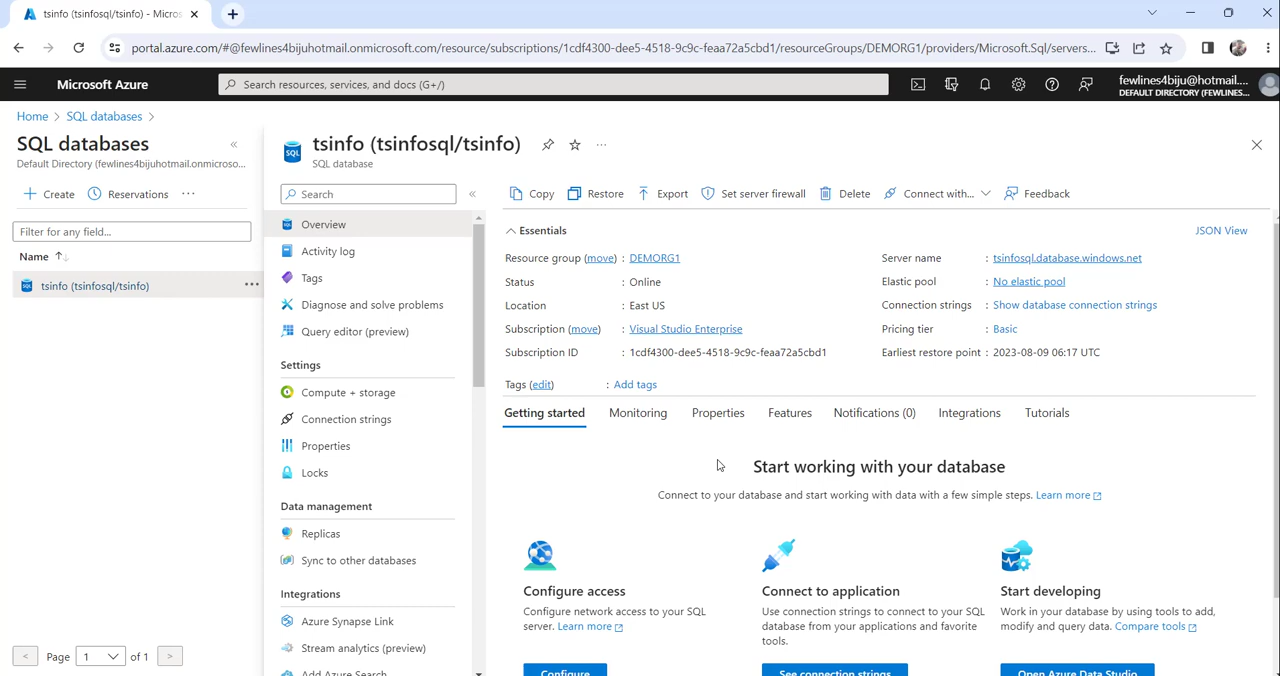 tsinfo (tsinfosql/tsinfo) - Micros
portal.azure.com/#@fewlines4bijuhotmail.onmicrosoft.com/resource/subscriptions/1cdf4300-dee5-4518-9c9c-feaa72a5cbd1/resourceGroups/DEMORG1/providers/Microsoft.Sql/servers...
Microsoft Azure
Search resources, services, and docs (G+/)
fewlines4biju@hotmail....
DEFAULT DIRECTORY (FEWLINES...
Home > SQL databases >
SQL databases
Default Directory (fewlines4bijuhotmail.onmicroso...
Create
Reservations
Filter for any field...
Name
tsinfo (tsinfosql/tsinfo)
< Page 1 of 1 >
tsinfo (tsinfosql/tsinfo)
SQL database
Search
Overview
Activity log
Tags
Diagnose and solve problems
Query editor (preview)
Settings
Compute + storage
Connection strings
Properties
Locks
Data management
Replicas
Sync to other databases
Integrations
Azure Synapse Link
Stream analytics (preview)
Add Azure Search
Copy
Restore
Export
Set server firewall
Delete
Connect with...
Feedback
Essentials
JSON View
Resource group (move) : DEMORG1
Status : Online
Location : East US
Subscription (move) : Visual Studio Enterprise
Subscription ID : 1cdf4300-dee5-4518-9c9c-feaa72a5cbd1
Server name : tsinfosql.database.windows.net
Elastic pool : No elastic pool
Connection strings : Show database connection strings
Pricing tier : Basic
Earliest restore point : 2023-08-09 06:17 UTC
Tags (edit) : Add tags
Getting started
Monitoring
Properties
Features
Notifications (0)
Integrations
Tutorials
Start working with your database
Connect to your database and start working with data with a few simple steps. Learn more
Configure access
Configure network access to your SQL
server. Learn more
Configure
Connect to application
Use connection strings to connect to your SQL
database from your applications and favorite
tools.
See connection strings
Start developing
Work in your database by using tools to add,
modify and query data. Compare tools
Open Azure Data Studio